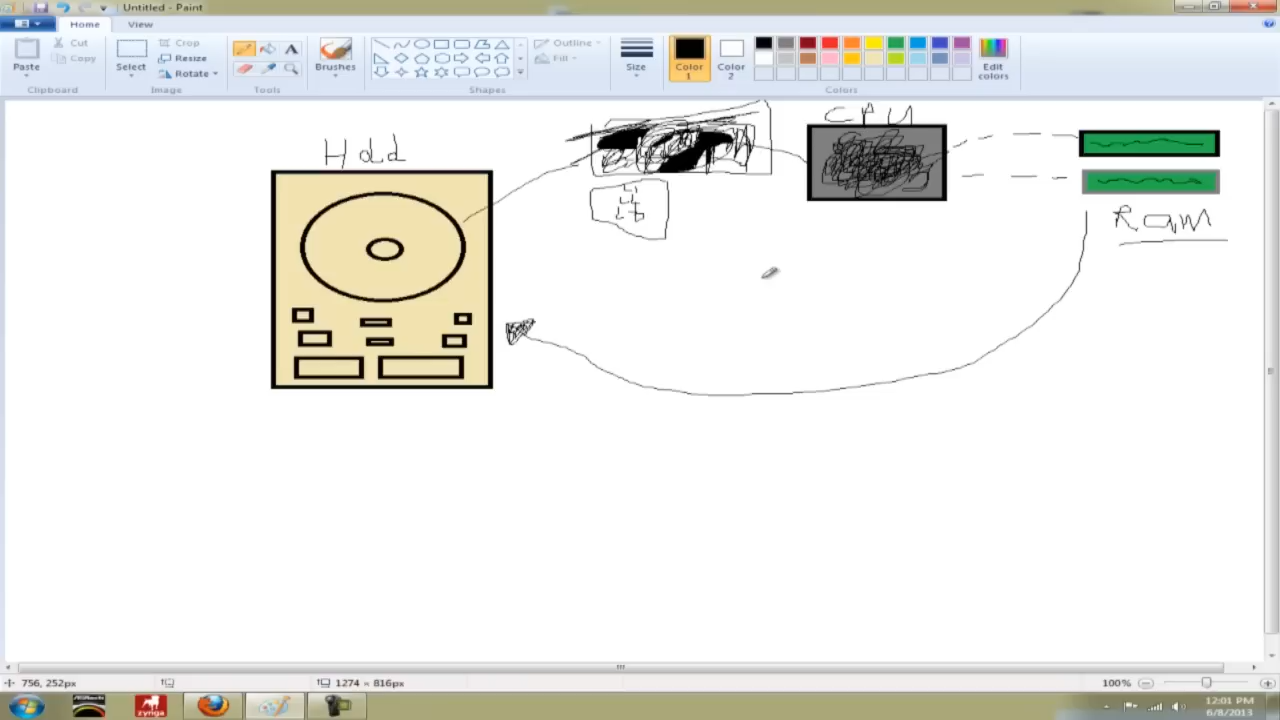 Untitled - Paint
Home View
Paste
Cut
Copy
Clipboard
Select
Crop
Resize
Rotate
Image
A
Tools
Brushes
Outline
Fill
Shapes
Size
Color
1
Color
2
Edit
colors
Colors
CPU
Hdd
RAM
756, 252px
1274 × 816px
100%
ASRock
zynga
12:01 PM
6/8/2013